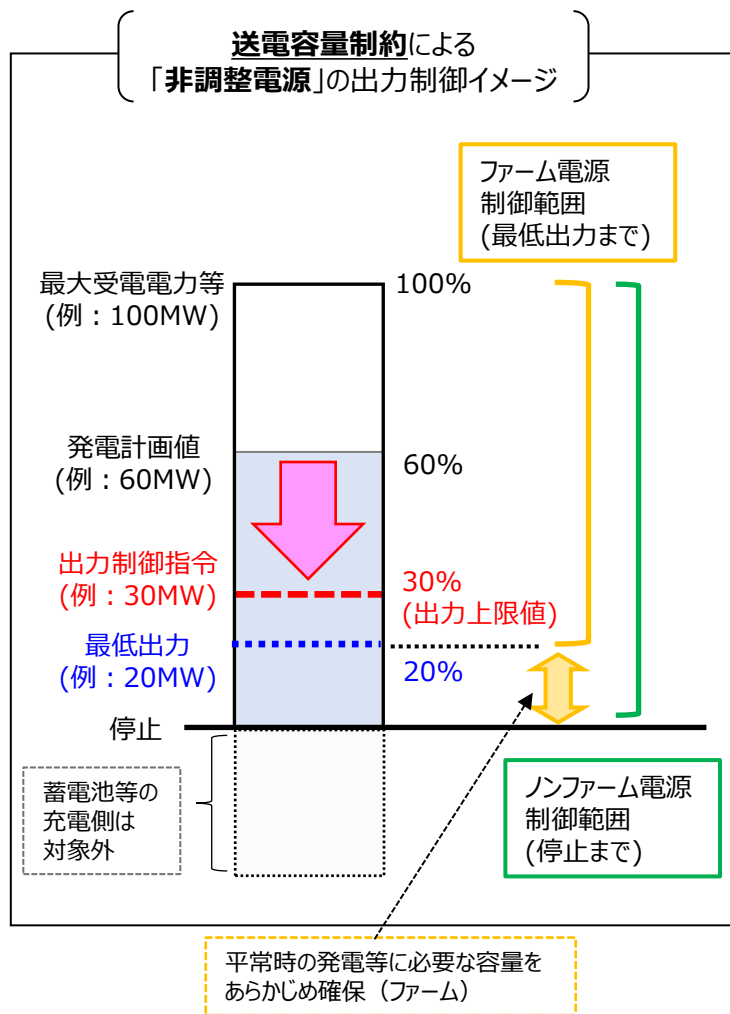 送電容量制約による
「非調整電源」の出力制御イメージ
ファーム電源
制御範囲
(最低出力まで)
最大受電電力等
(例：100MW)
100%
発電計画値
(例：60MW)
60%
出力制御指令
(例：30MW)
30%
(出力上限値)
最低出力
(例：20MW)
20%
停止
蓄電池等の
充電側は
対象外
ノンファーム電源
制御範囲
(停止まで)
平常時の発電等に必要な容量を
あらかじめ確保（ファーム）